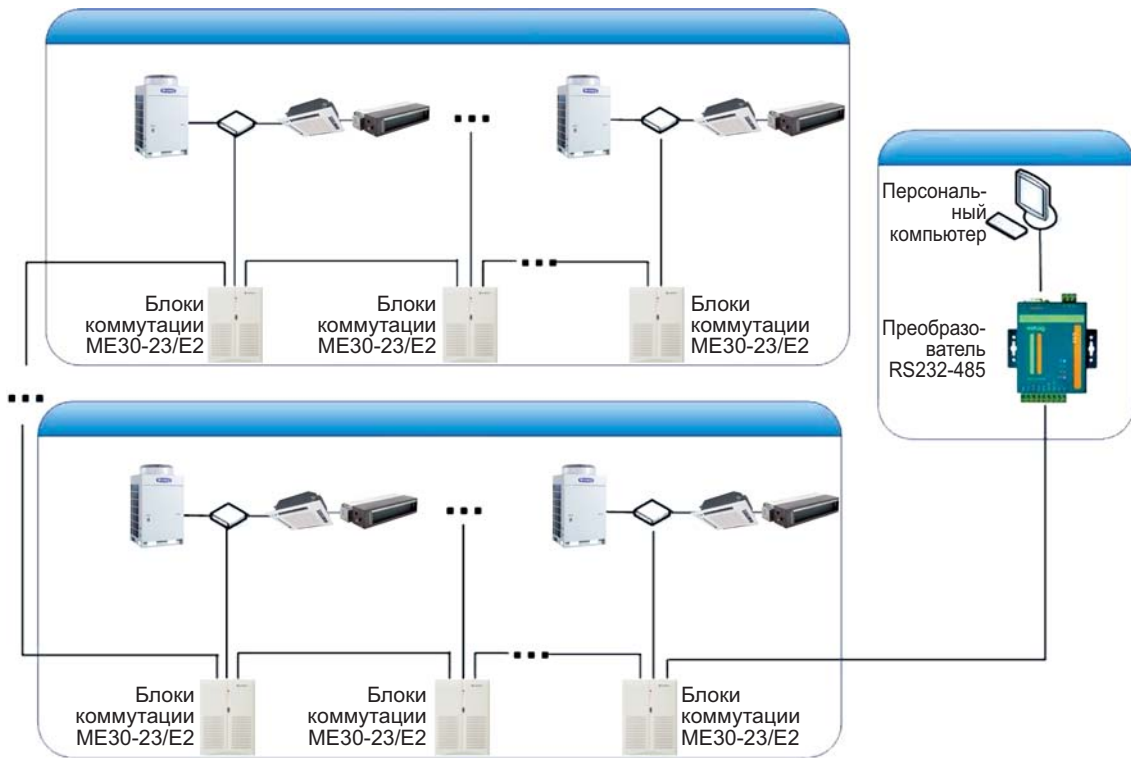 Персональ-
ный
компьютер
Блоки
коммутации
ME30-23/E2
Блоки
коммутации
ME30-23/E2
Блоки
коммутации
ME30-23/E2
Преобразо-
ватель
RS232-485
Блоки
коммутации
ME30-23/E2
Блоки
коммутации
ME30-23/E2
Блоки
коммутации
ME30-23/E2